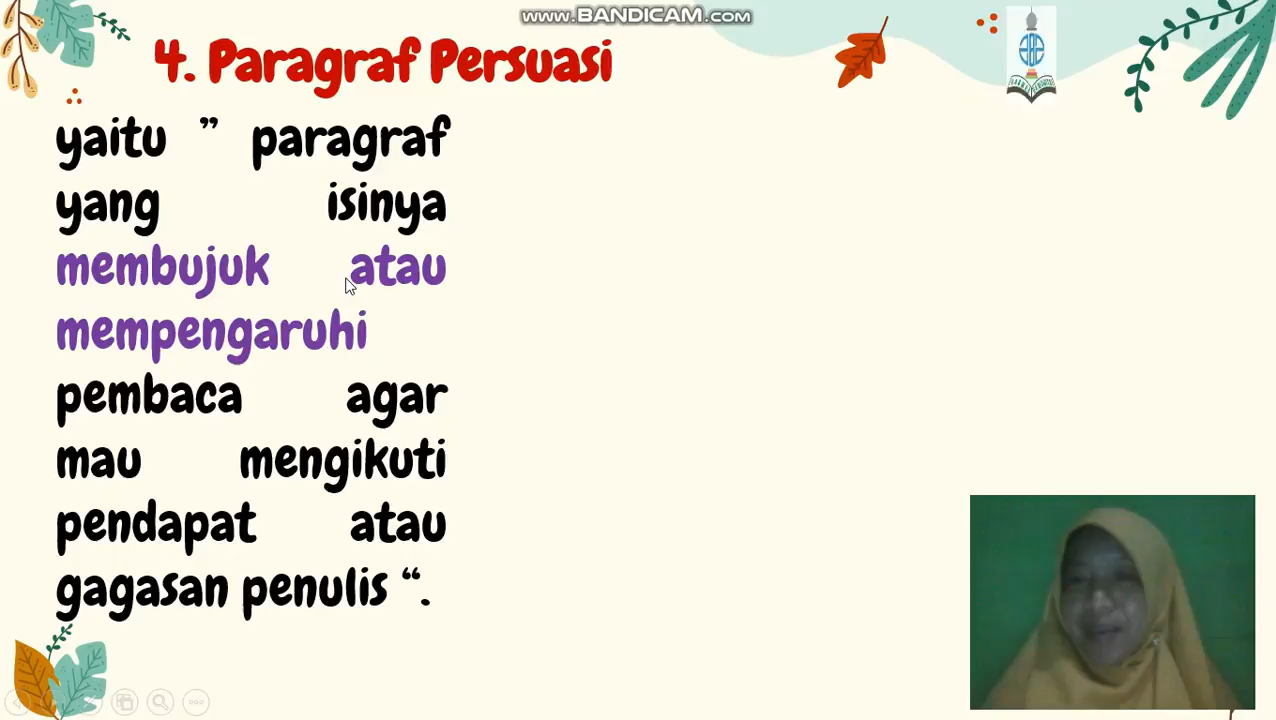 www.BANDICAM.com
4. Paragraf Persuasi
yaitu ” paragraf
yang isinya
membujuk atau
mempengaruhi
pembaca agar
mau mengikuti
pendapat atau
gagasan penulis “.